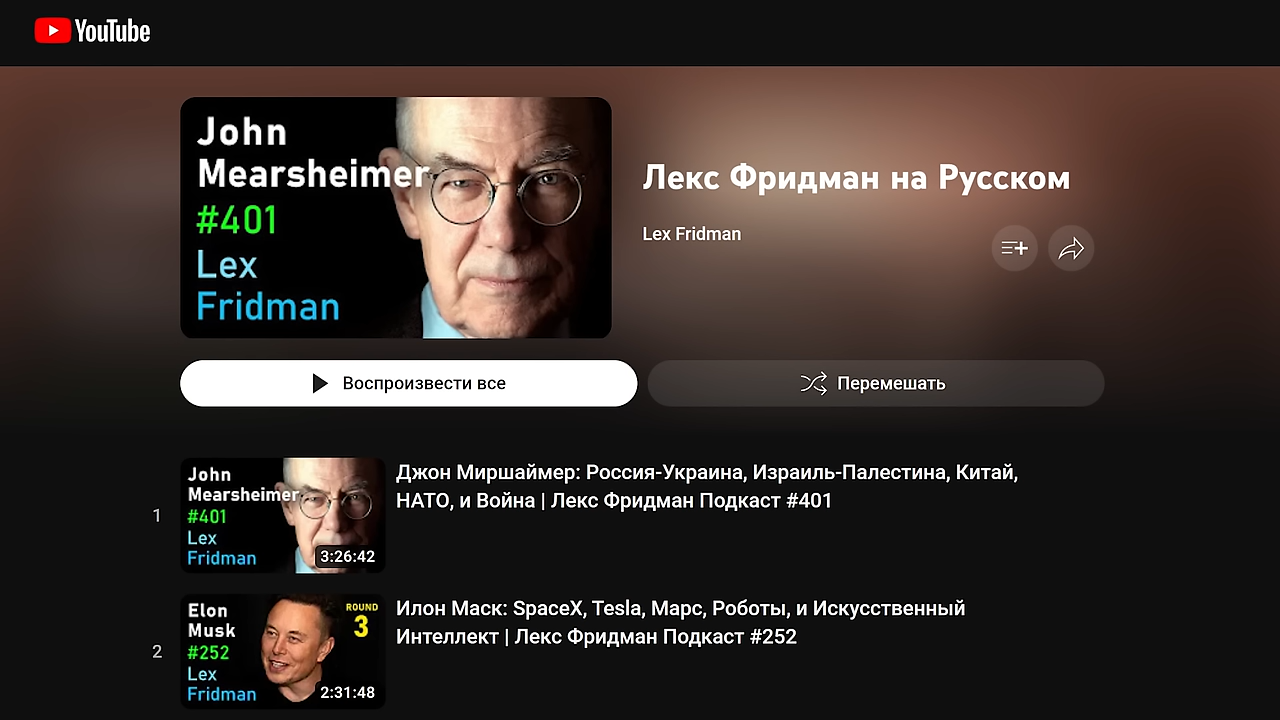 YouTube
John
Mearsheimer
#401
Lex
Fridman
Лекс Фридман на Русском
Lex Fridman
Воспроизвести все
Перемешать
1
John
Mearsheimer
#401
Lex
Fridman
3:26:42
Джон Миршаймер: Россия-Украина, Израиль-Палестина, Китай,
НАТО, и Война | Лекс Фридман Подкаст #401
2
Elon
Musk
#252
Lex
Fridman
ROUND
3
2:31:48
Илон Маск: SpaceX, Tesla, Марс, Роботы, и Искусственный
Интеллект | Лекс Фридман Подкаст #252